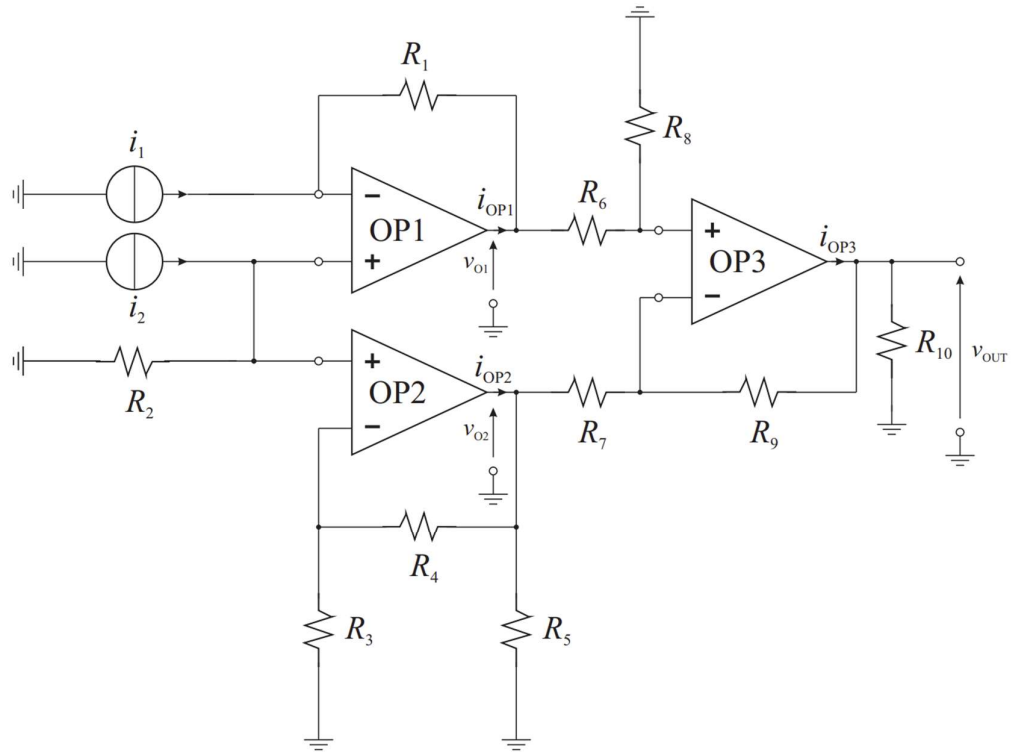 R1
i1
i2
R2
−
OP1
+
iOP1
vO1
+
OP2
−
iOP2
vO2
R4
R3
R5
R6
R8
R7
+
OP3
−
iOP3
R9
R10
vOUT